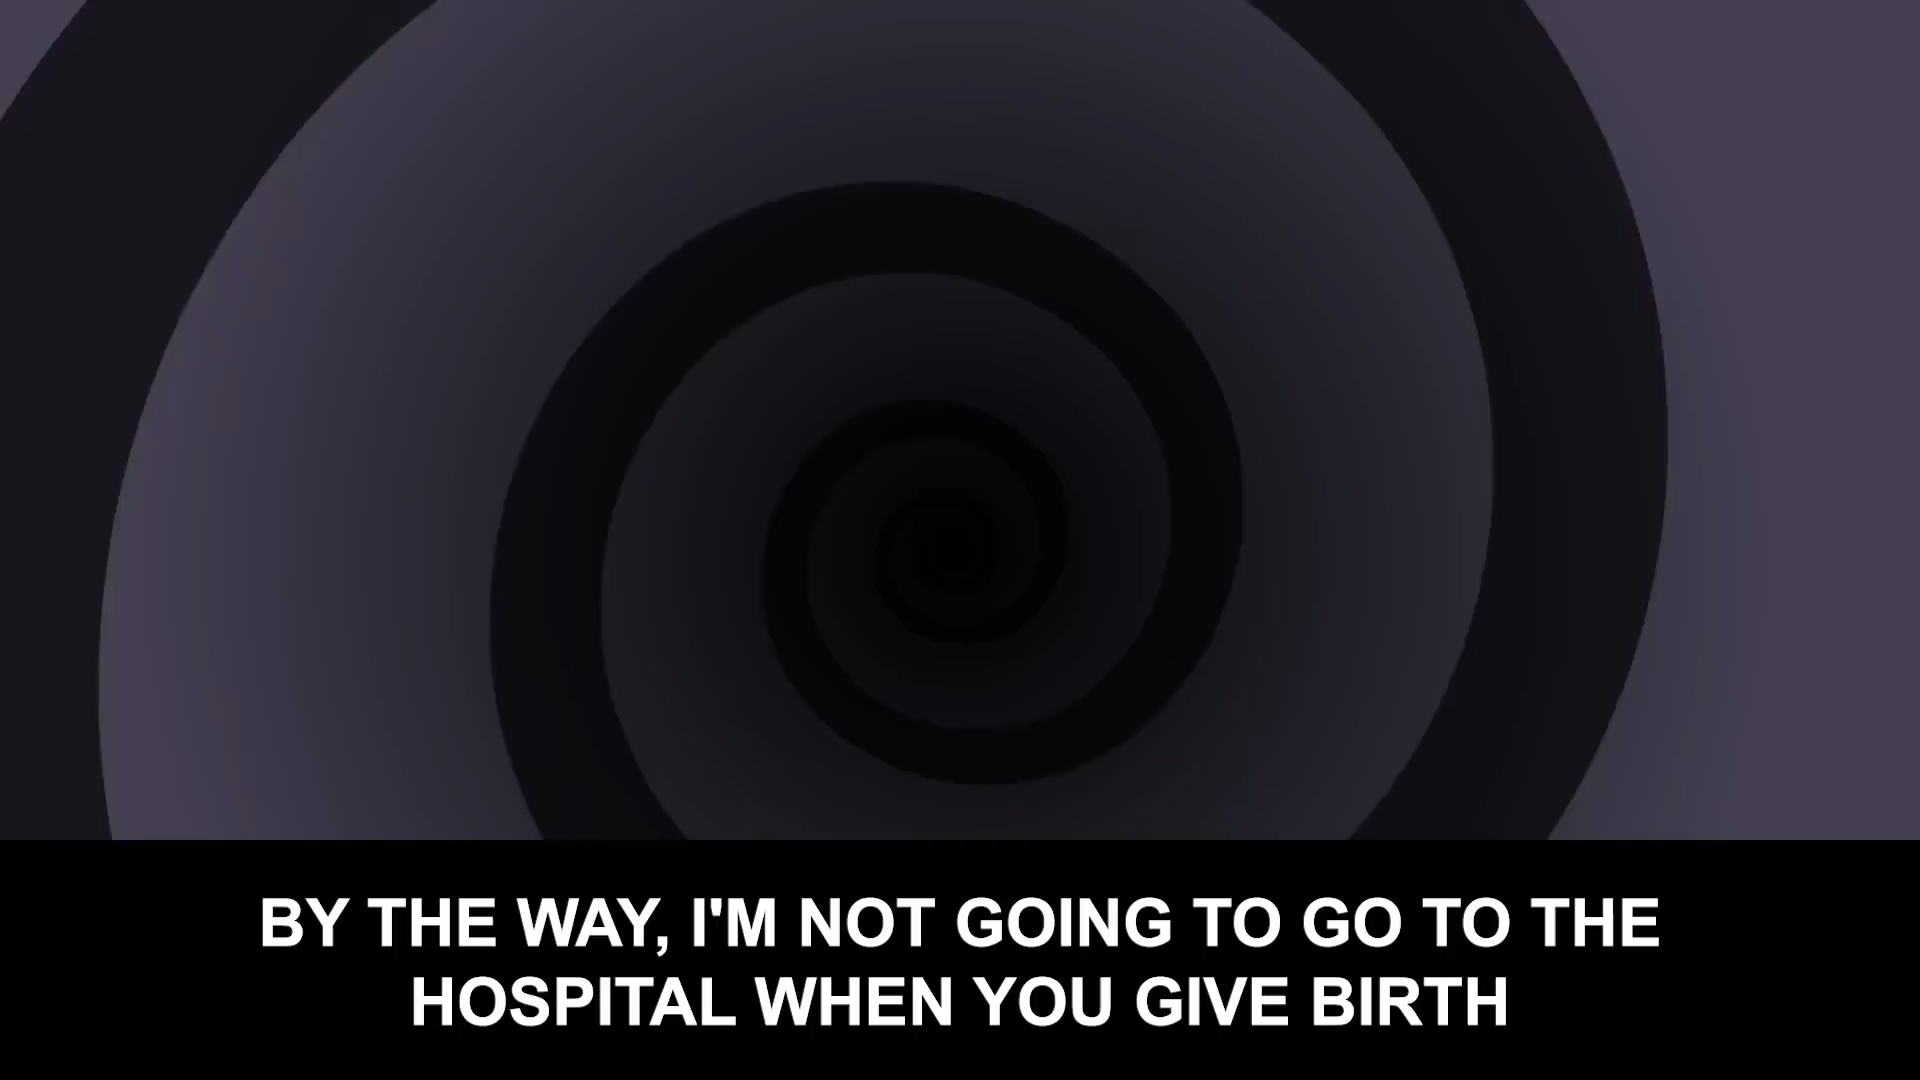 BY THE WAY, I'M NOT GOING TO GO TO THE
HOSPITAL WHEN YOU GIVE BIRTH